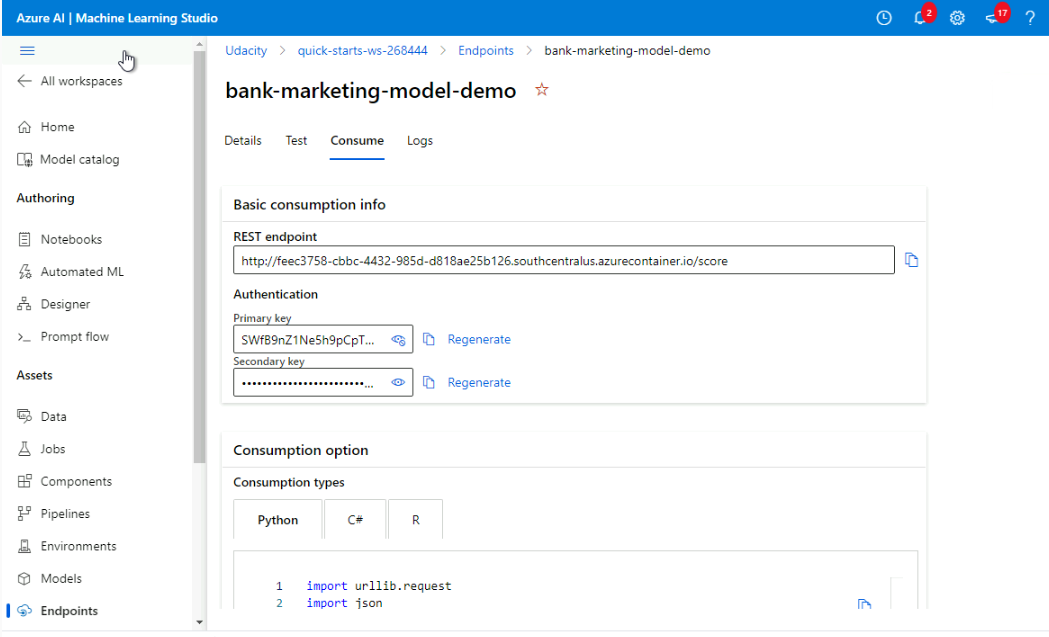 Azure AI | Machine Learning Studio
2
17
?
All workspaces
Home
Model catalog
Authoring
Notebooks
Automated ML
Designer
Prompt flow
Assets
Data
Jobs
Components
Pipelines
Environments
Models
Endpoints
Udacity > quick-starts-ws-268444 > Endpoints > bank-marketing-model-demo
bank-marketing-model-demo
Details Test Consume Logs
Basic consumption info
REST endpoint
http://feec3758-cbbc-4432-985d-d818ae25b126.southcentralus.azurecontainer.io/score
Authentication
Primary key
SWfB9nZ1Ne5h9pCpT... Regenerate
Secondary key
••••••••••••••••••••••••... Regenerate
Consumption option
Consumption types
Python C# R
1 import urllib.request
2 import json